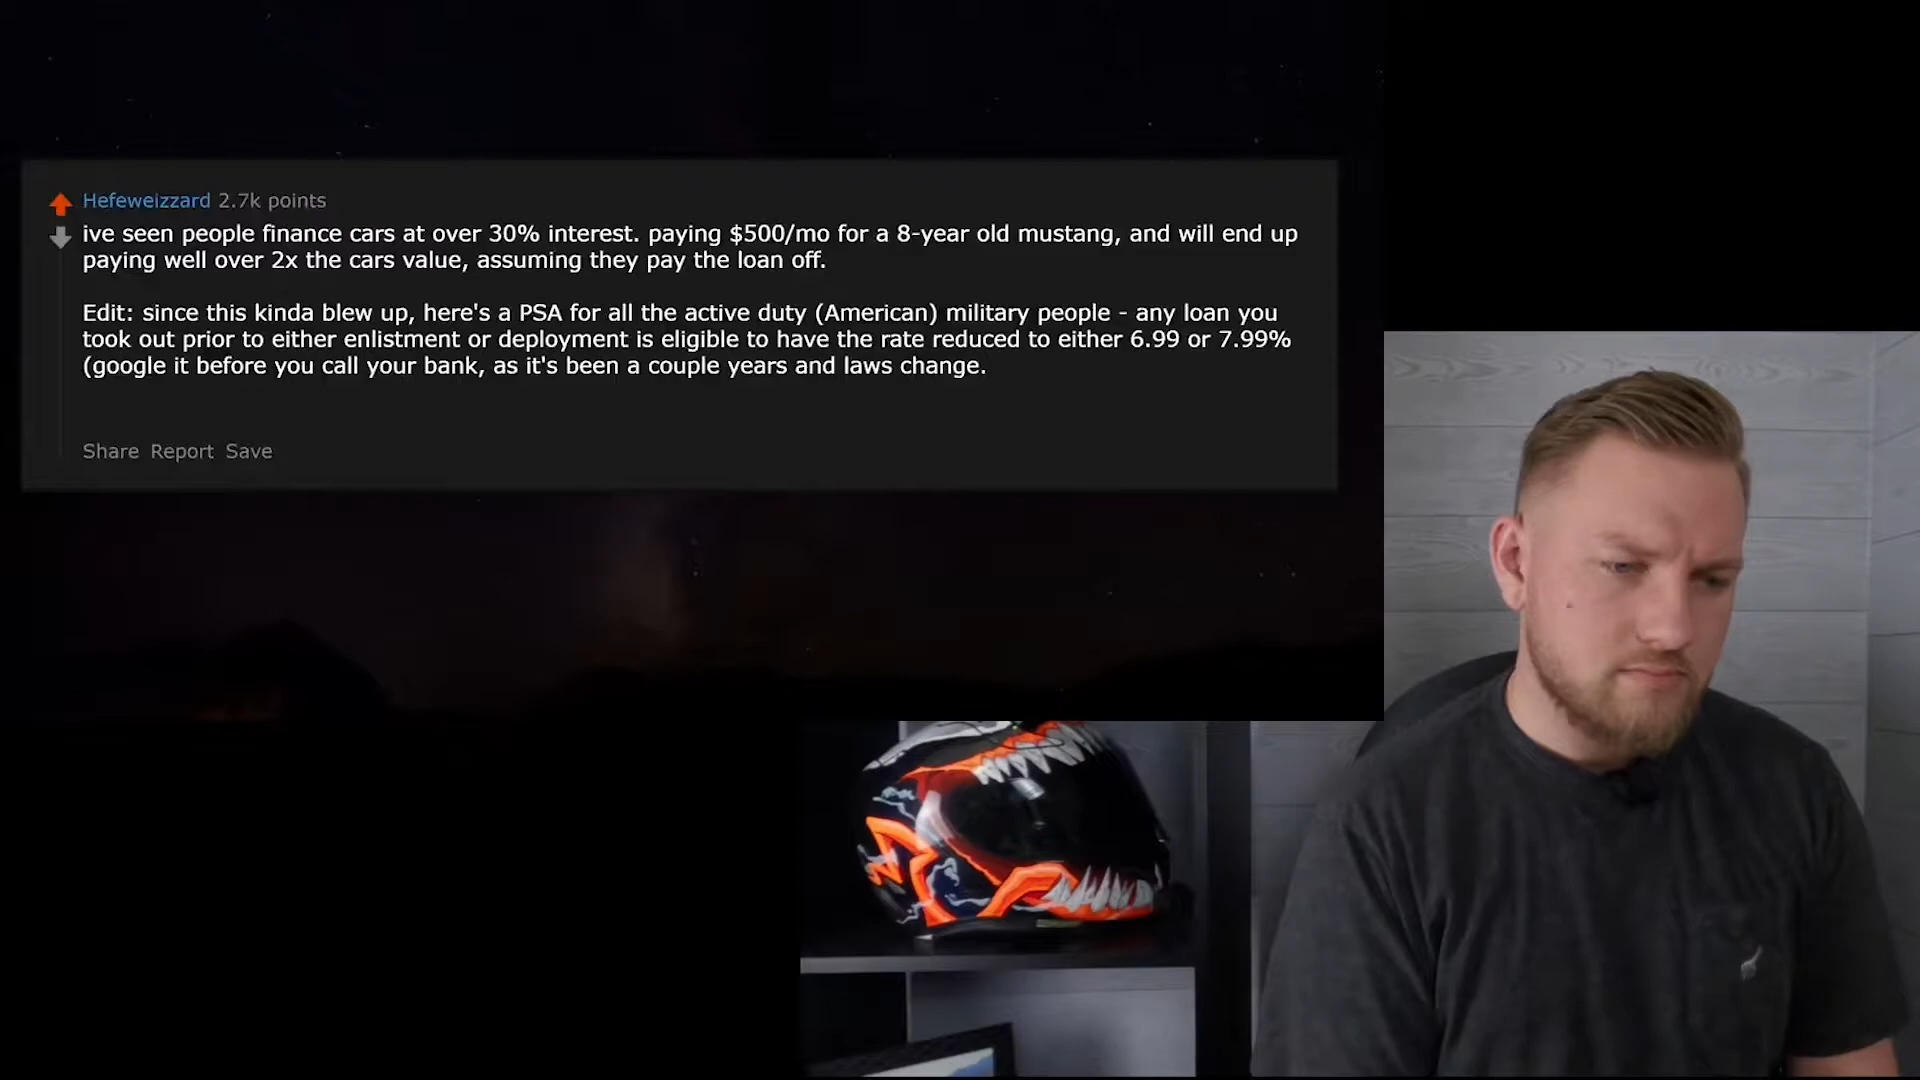 Hefeweizzard 2.7k points
ive seen people finance cars at over 30% interest. paying $500/mo for a 8-year old mustang, and will end up
paying well over 2x the cars value, assuming they pay the loan off.
Edit: since this kinda blew up, here's a PSA for all the active duty (American) military people - any loan you
took out prior to either enlistment or deployment is eligible to have the rate reduced to either 6.99 or 7.99%
(google it before you call your bank, as it's been a couple years and laws change.
Share Report Save